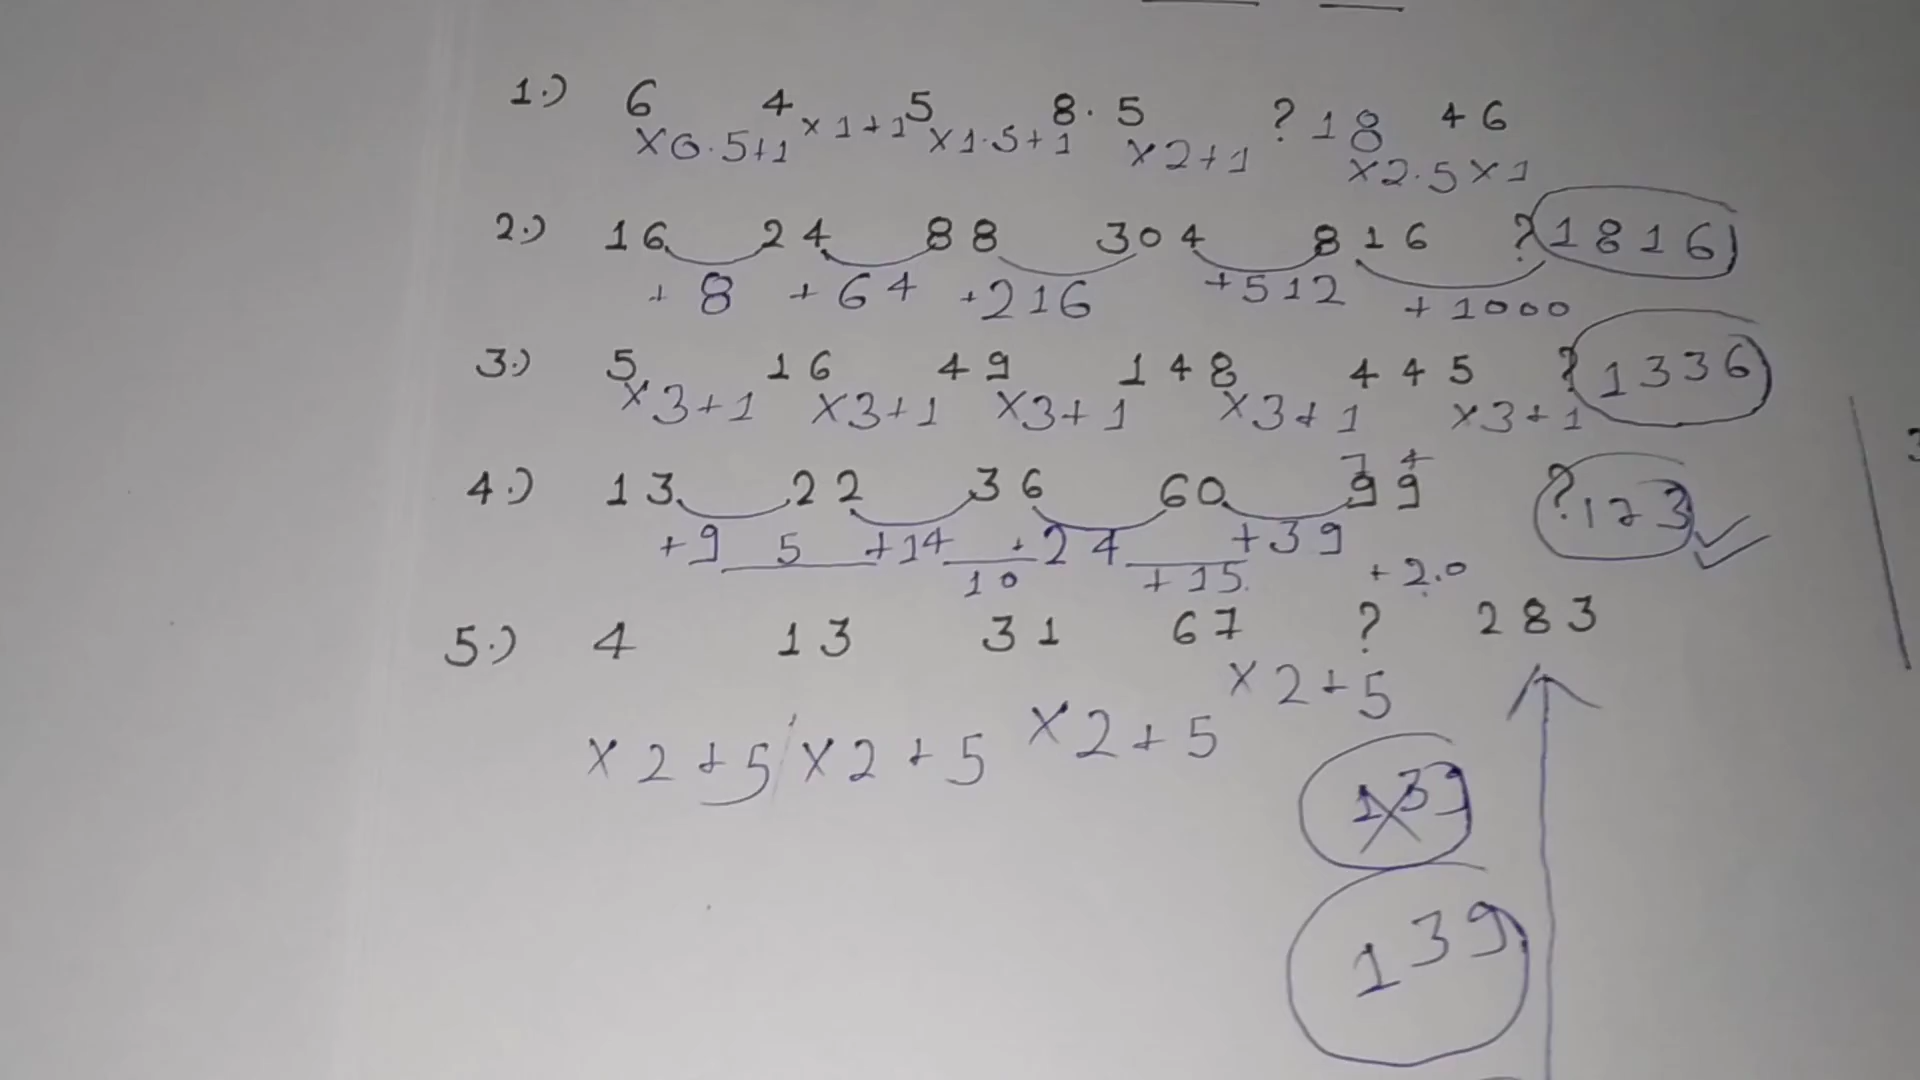 1.) 6 4 5 8.5 ? 18 46
×0.5+1 ×1+1 ×1.5+1 ×2+1 ×2.5×1
2.) 16 24 88 304 816 ? 1816
+8 +64 +216 +512 +1000
3.) 5 16 49 148 445 ? 1336
×3+1 ×3+1 ×3+1 ×3+1 ×3+1
74
4.) 13 22 36 60 99 ? 173
+9 5 +14 +24 +39
10 +15 +20
5.) 4 13 31 67 ? 283
×2+5 ×2+5 ×2+5 ×2+5
139
139